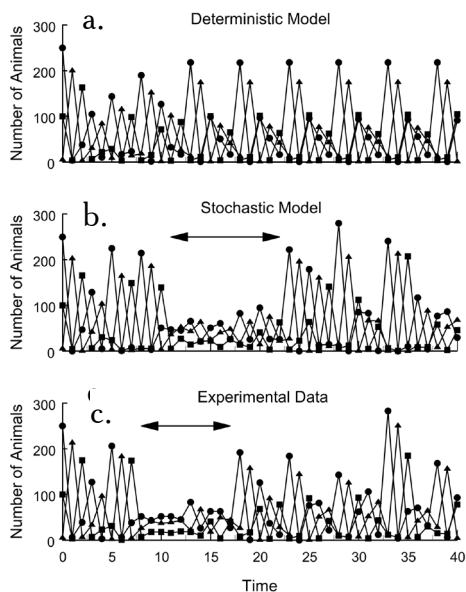 a.
Deterministic Model
300
200
100
0
Number of Animals
b.
Stochastic Model
300
200
100
0
Number of Animals
c.
Experimental Data
300
200
100
0
Number of Animals
0 5 10 15 20 25 30 35 40
Time